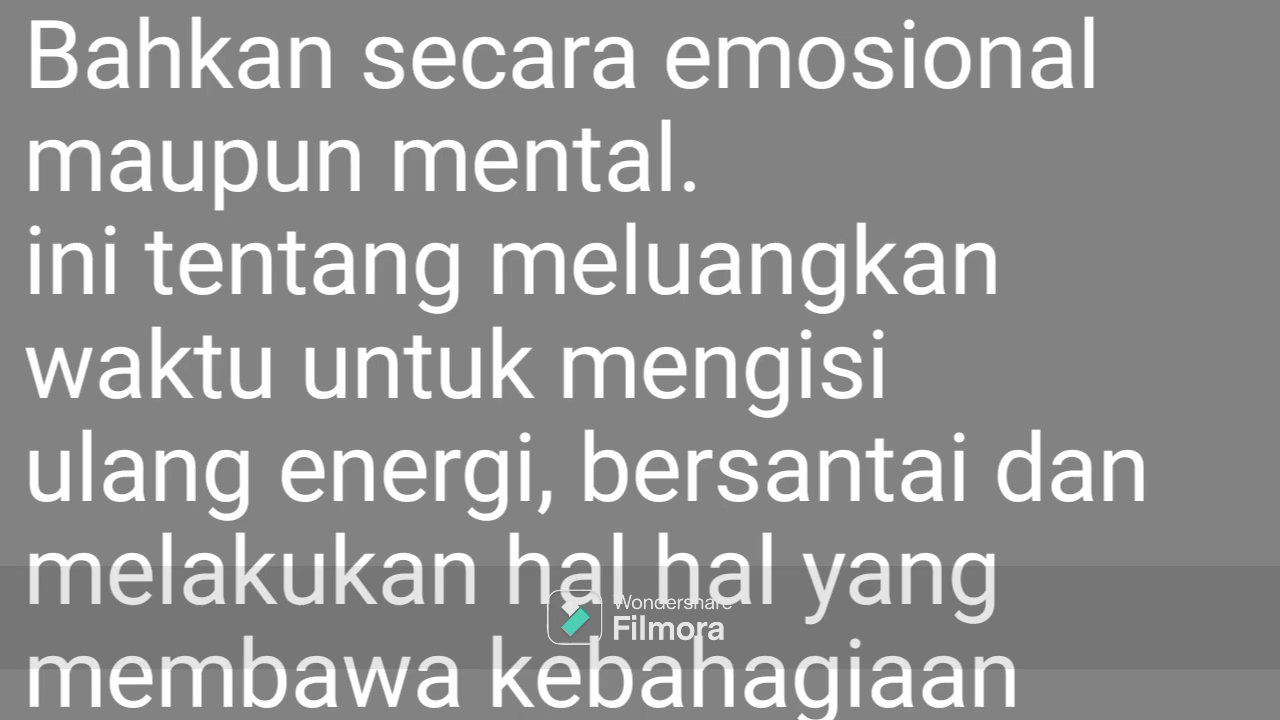 Bahkan secara emosional
maupun mental.
ini tentang meluangkan
waktu untuk mengisi
ulang energi, bersantai dan
melakukan hal hal yang
Wondershare
Filmora
membawa kebahagiaan